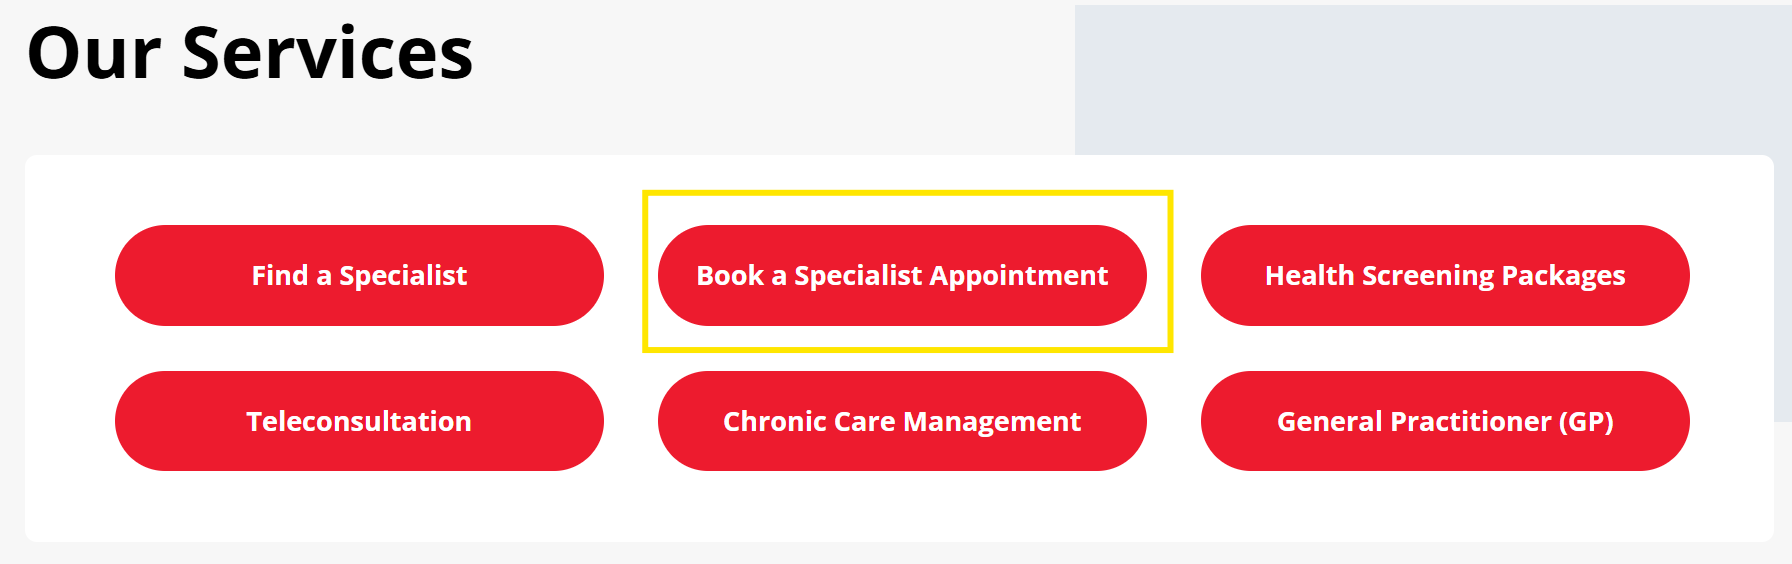 Our Services
Find a Specialist
Book a Specialist Appointment
Health Screening Packages
Teleconsultation
Chronic Care Management
General Practitioner (GP)